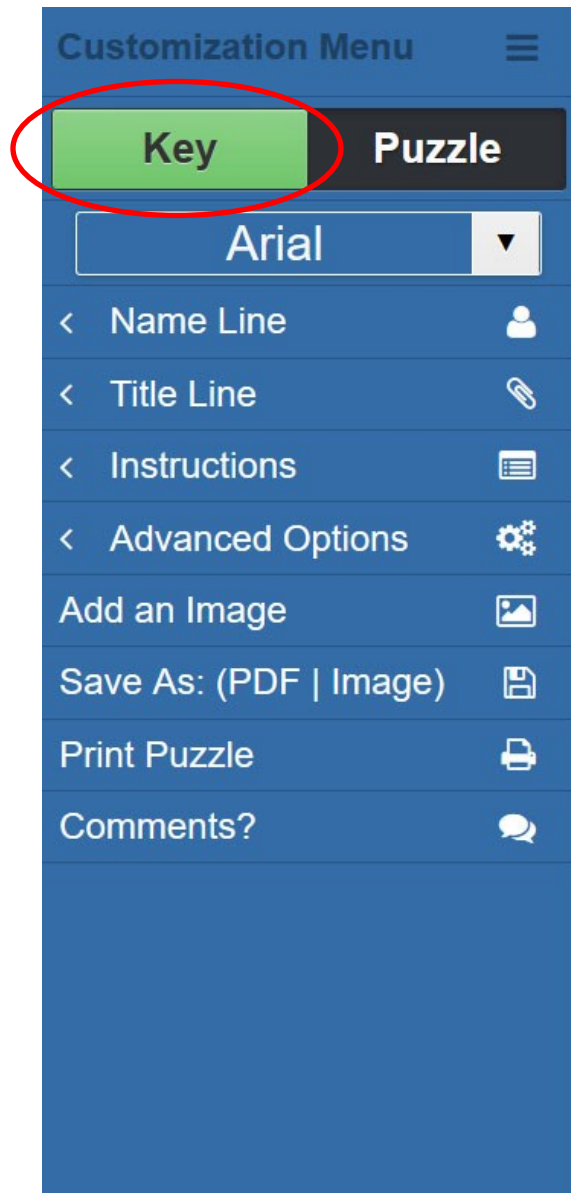 Customization Menu
Key Puzzle
Arial
Name Line
Title Line
Instructions
Advanced Options
Add an Image
Save As: (PDF | Image)
Print Puzzle
Comments?